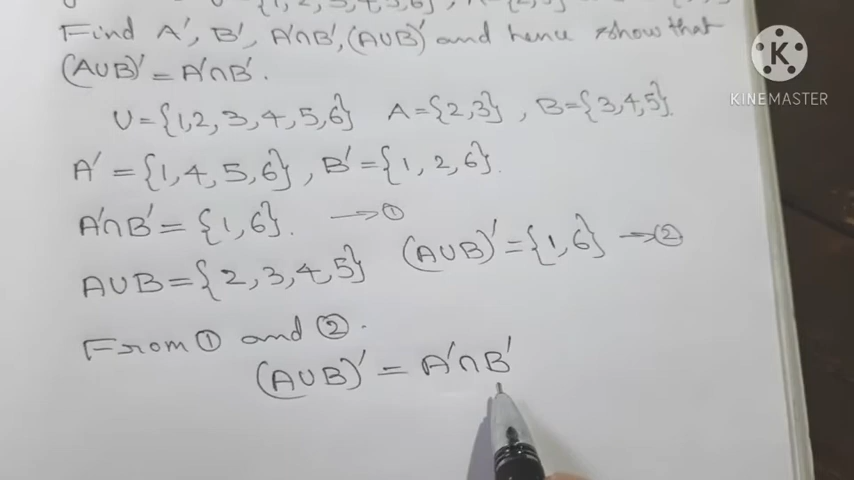 Find A', B', A'∩B', (A∪B)' and hence show that
(A∪B)' = A'∩B'.
U = {1,2,3,4,5,6} A = {2,3} , B = {3,4,5}.
A' = {1,4,5,6} , B' = {1,2,6}.
A'∩B' = {1,6}. → ①
A∪B = {2,3,4,5} (A∪B)' = {1,6} → ②
From ① and ②.
(A∪B)' = A'∩B'
K
KINEMASTER